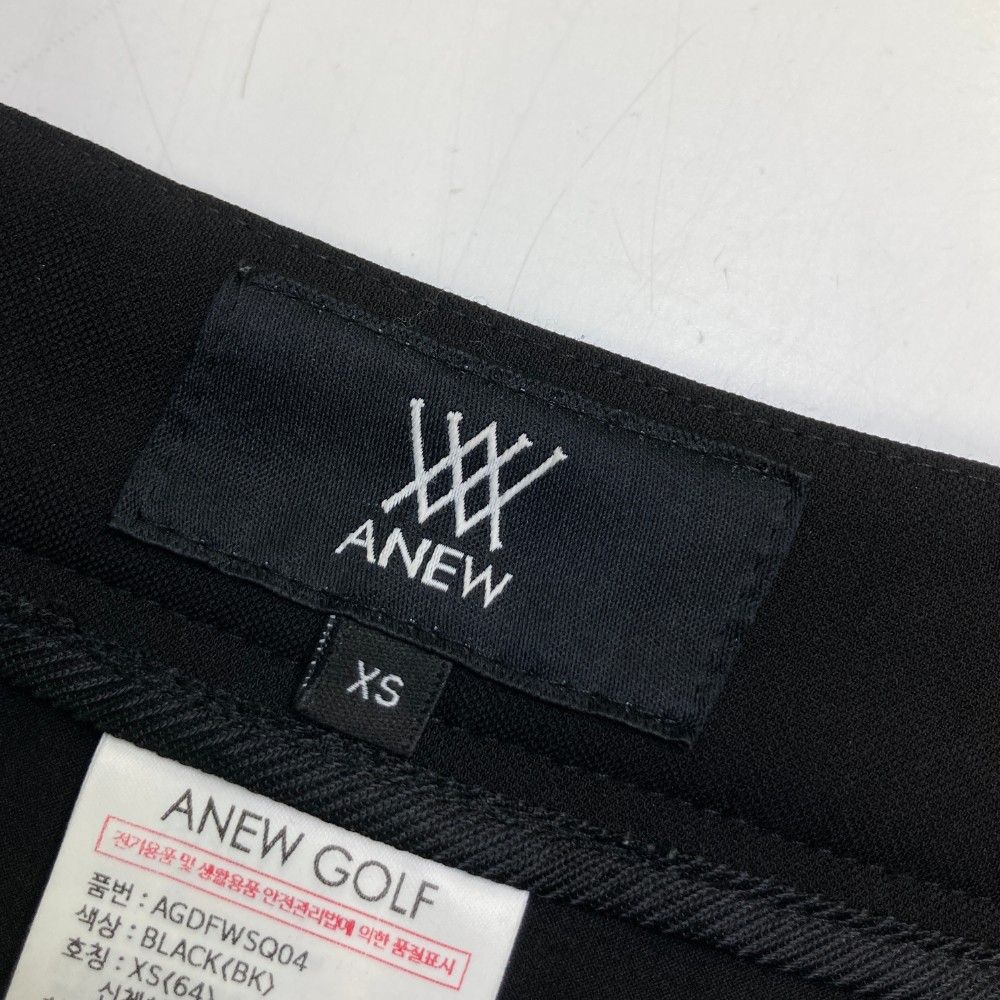 ANEW
XS
ANEW GOLF
전기용품 및 생활용품 안전관리법에 의한 품질표시
품번 : AGDFWSQ04
색상 : BLACK(BK)
호칭 : XS(64)